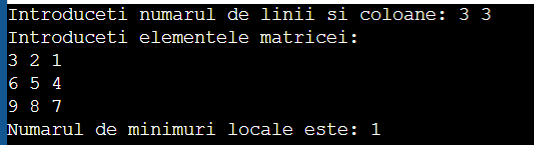 Introduceti numarul de linii si coloane: 3 3
Introduceti elementele matricei:
3 2 1
6 5 4
9 8 7
Numarul de minimuri locale este: 1